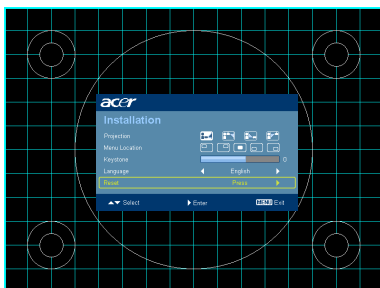 acer
Installation
Projection
Menu Location
Keystone 0
Language English
Reset Press
Select Enter MENU Exit